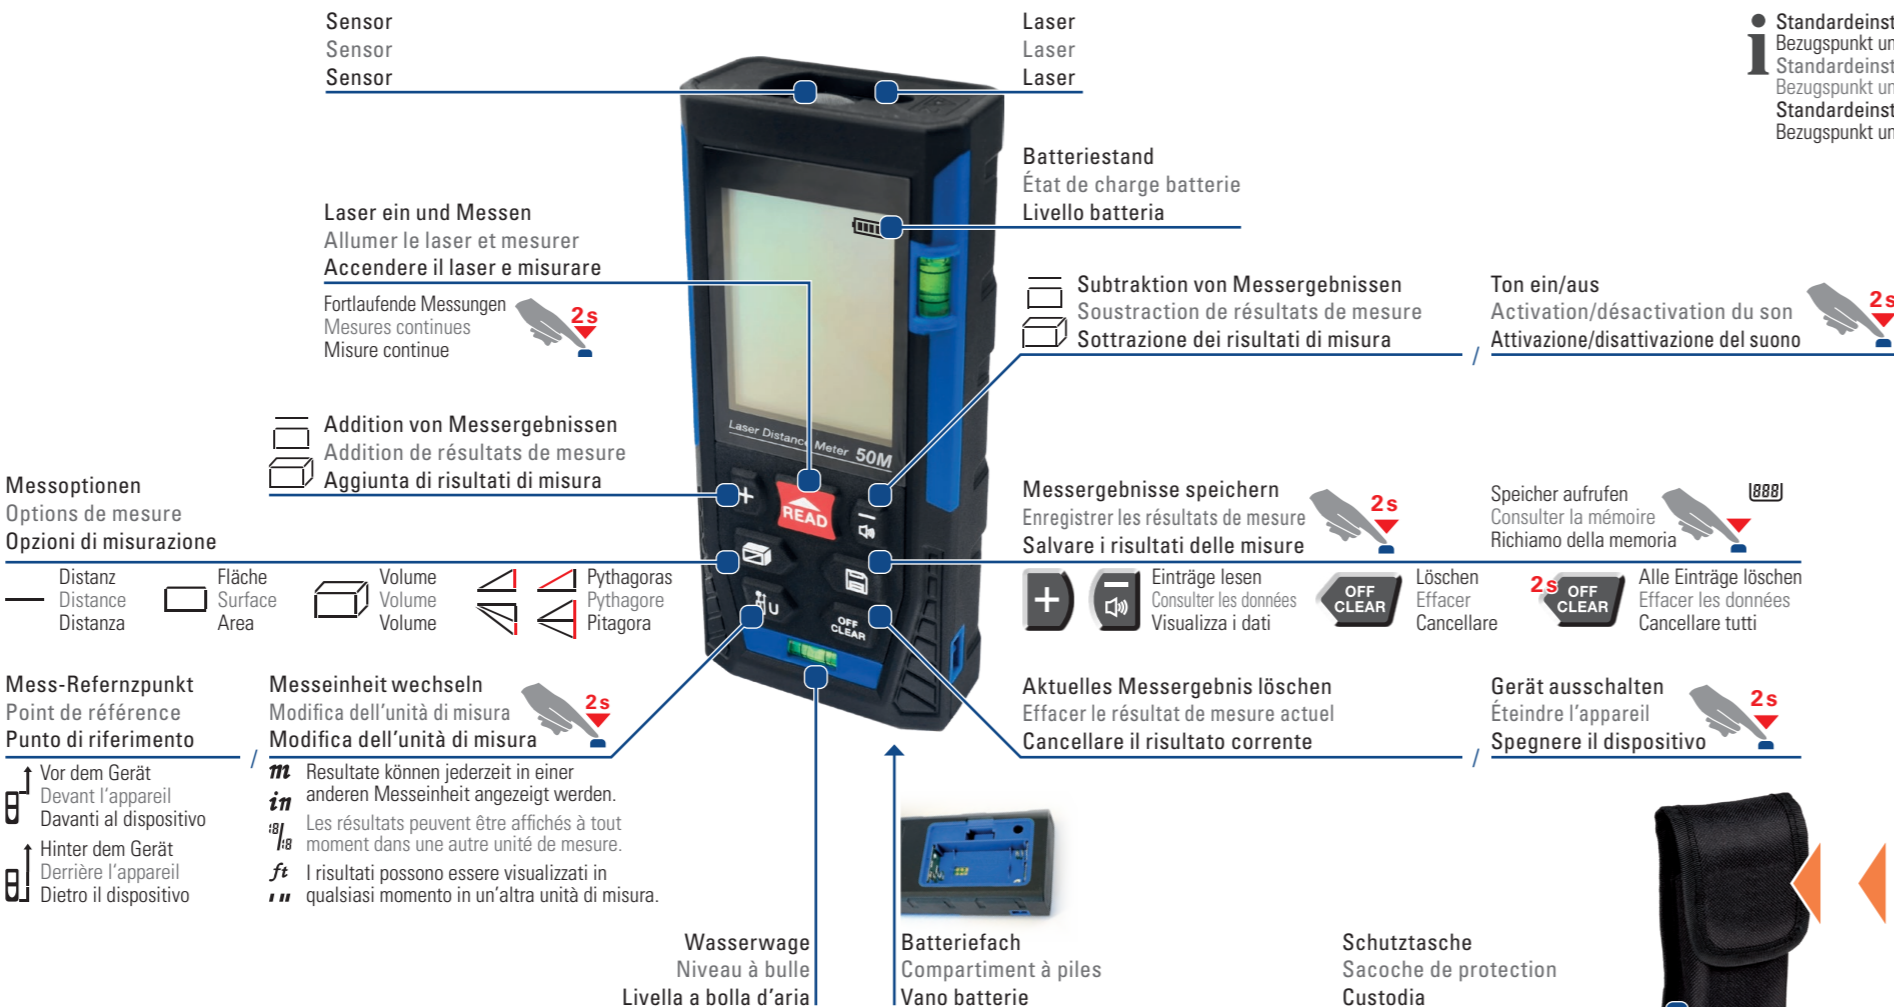 Sensor
Sensor
Sensor
Laser
Laser
Laser
Standardeinst
Bezugspunkt un
Standardeinst
Bezugspunkt un
Standardeinst
Bezugspunkt un
Batteriestand
État de charge batterie
Livello batteria
Laser ein und Messen
Allumer le laser et mesurer
Accendere il laser e misurare
Fortlaufende Messungen
Mesures continues
Misure continue
2s
Subtraktion von Messergebnissen
Soustraction de résultats de mesure
Sottrazione dei risultati di misura
/
Ton ein/aus
Activation/désactivation du son
Attivazione/disattivazione del suono
2s
Addition von Messergebnissen
Addition de résultats de mesure
Aggiunta di risultati di misura
Laser Distance Meter 50M
READ
OFF
CLEAR
U
Messoptionen
Options de mesure
Opzioni di misurazione
Distanz
Distance
Distanza
Fläche
Surface
Area
Volume
Volume
Volume
Pythagoras
Pythagore
Pitagora
Messergebnisse speichern
Enregistrer les résultats de mesure
Salvare i risultati delle misure
2s
Speicher aufrufen
Consulter la mémoire
Richiamo della memoria
888
Einträge lesen
Consulter les données
Visualizza i dati
OFF
CLEAR
Löschen
Effacer
Cancellare
2s
OFF
CLEAR
Alle Einträge löschen
Effacer les données
Cancellare tutti
Mess-Refernzpunkt
Point de référence
Punto di riferimento
/
Messeinheit wechseln
Modifica dell'unità di misura
Modifica dell'unità di misura
2s
Vor dem Gerät
Devant l'appareil
Davanti al dispositivo
Hinter dem Gerät
Derrière l'appareil
Dietro il dispositivo
m
in
ft
Resultate können jederzeit in einer
anderen Messeinheit angezeigt werden.
Les résultats peuvent être affichés à tout
moment dans une autre unité de mesure.
I risultati possono essere visualizzati in
qualsiasi momento in un'altra unità di misura.
Aktuelles Messergebnis löschen
Effacer le résultat de mesure actuel
Cancellare il risultato corrente
/
Gerät ausschalten
Éteindre l'appareil
Spegnere il dispositivo
2s
Wasserwage
Niveau à bulle
Livella a bolla d'aria
Batteriefach
Compartiment à piles
Vano batterie
Schutztasche
Sacoche de protection
Custodia